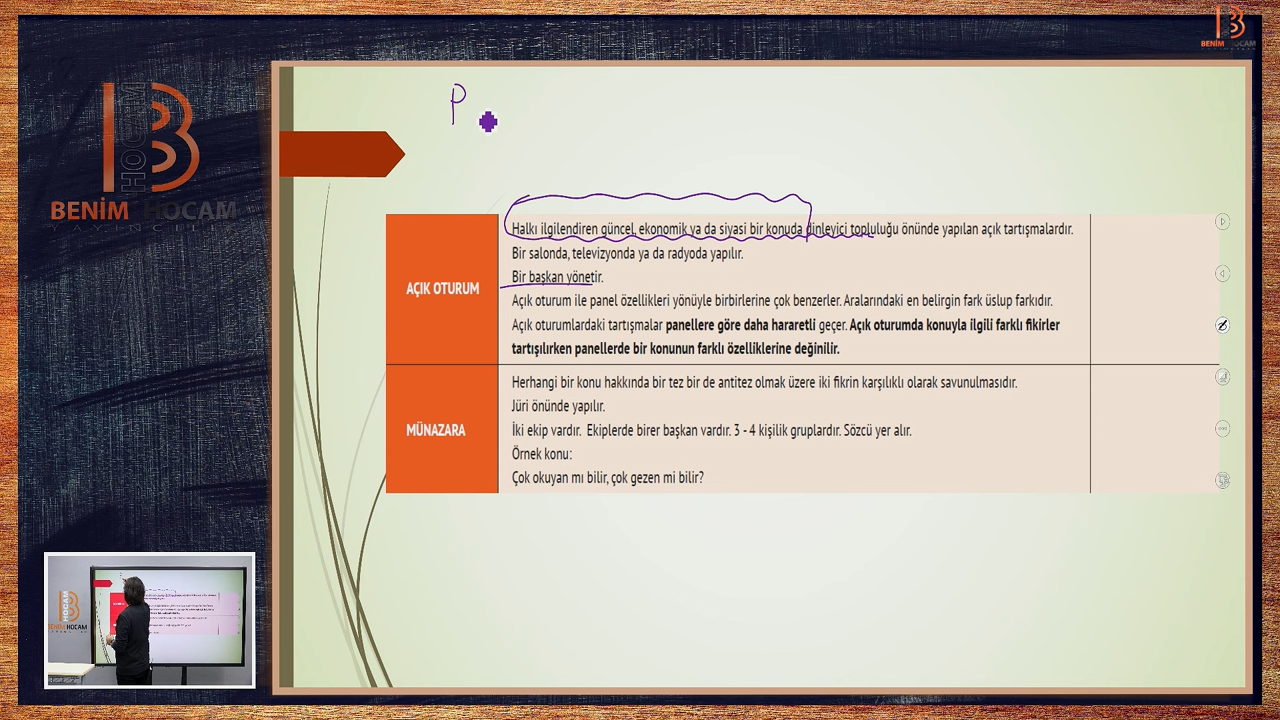 BENİM HOCAM
HOCAM
BENİM HOCAM
P
Halkı ilgilendiren güncel, ekonomik ya da siyasi bir konuda dinleyici topluluğu önünde yapılan açık tartışmalardır.
Bir salonda, televizyonda ya da radyoda yapılır.
Bir başkan yönetir.
AÇIK OTURUM
Açık oturum ile panel özellikleri yönüyle birbirlerine çok benzerler. Aralarındaki en belirgin fark üslup farkıdır.
Açık oturumlardaki tartışmalar panellere göre daha hararetli geçer. Açık oturumda konuyla ilgili farklı fikirler
tartışılırken panellerde bir konunun farklı özelliklerine değinilir.
Herhangi bir konu hakkında bir tez bir de antitez olmak üzere iki fikrin karşılıklı olarak savunulmasıdır.
Jüri önünde yapılır.
MÜNAZARA
İki ekip vardır. Ekiplerde birer başkan vardır. 3 - 4 kişilik gruplardır. Sözcü yer alır.
Örnek konu:
Çok okuyan mı bilir, çok gezen mi bilir?
HOCAM
BENİM HOCAM